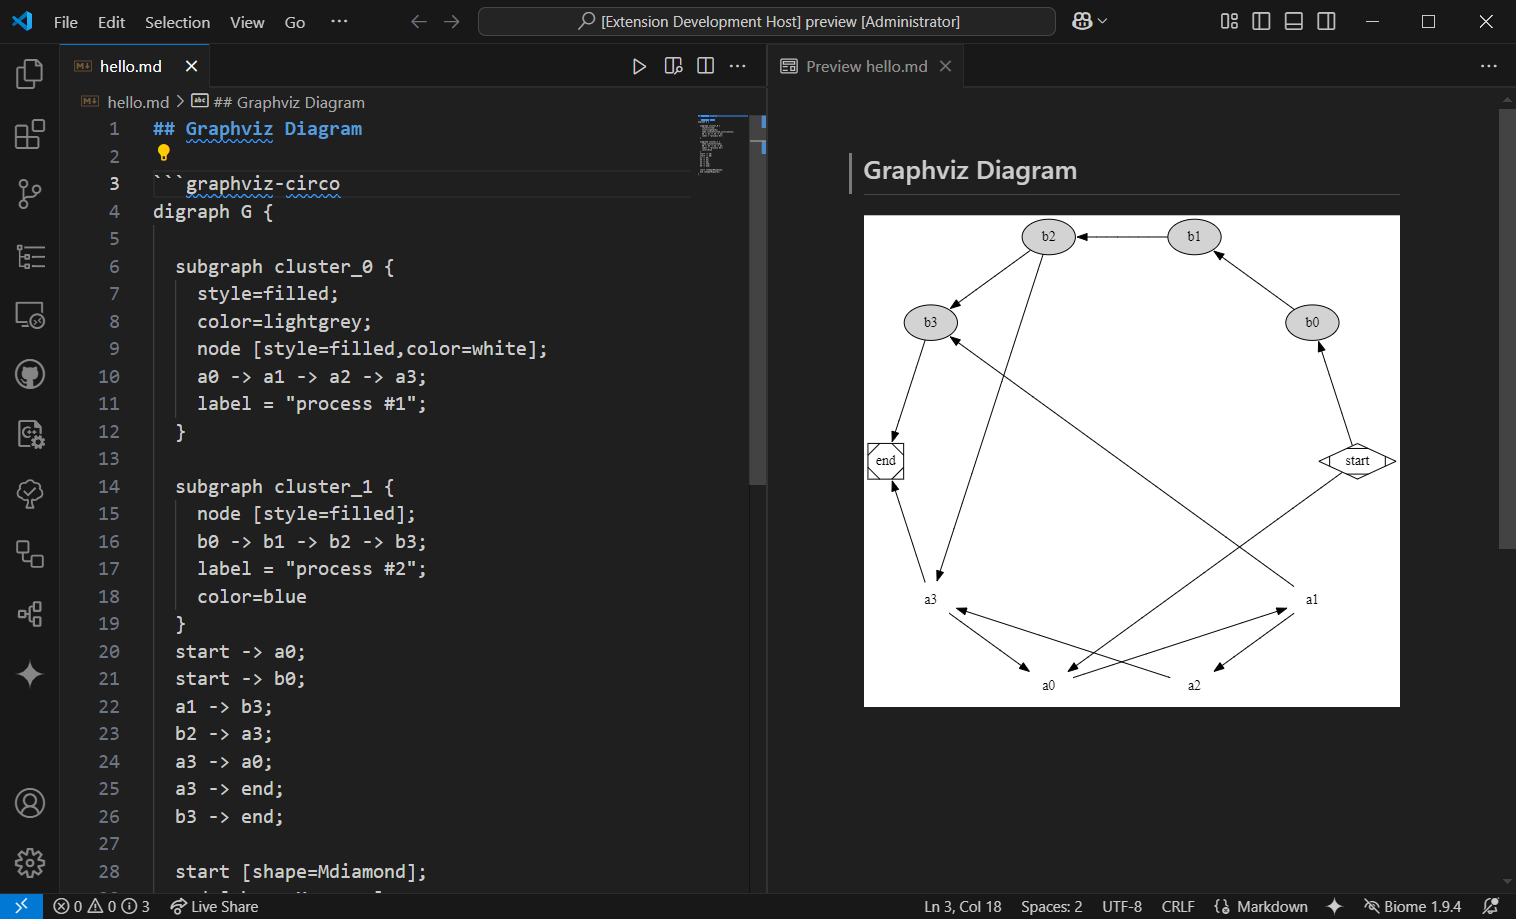 File Edit Selection View Go ··· [Extension Development Host] preview [Administrator]
hello.md
Preview hello.md
hello.md > ## Graphviz Diagram
1 ## Graphviz Diagram
2
3 ```graphviz-circo
4 digraph G {
5
6 subgraph cluster_0 {
7 style=filled;
8 color=lightgrey;
9 node [style=filled,color=white];
10 a0 -> a1 -> a2 -> a3;
11 label = "process #1";
12 }
13
14 subgraph cluster_1 {
15 node [style=filled];
16 b0 -> b1 -> b2 -> b3;
17 label = "process #2";
18 color=blue
19 }
20 start -> a0;
21 start -> b0;
22 a1 -> b3;
23 b2 -> a3;
24 a3 -> a0;
25 a3 -> end;
26 b3 -> end;
27
28 start [shape=Mdiamond];
Graphviz Diagram
b2 b1
b3 b0
end start
a3 a1
a0 a2
0 0 3 Live Share Ln 3, Col 18 Spaces: 2 UTF-8 CRLF Markdown Biome 1.9.4